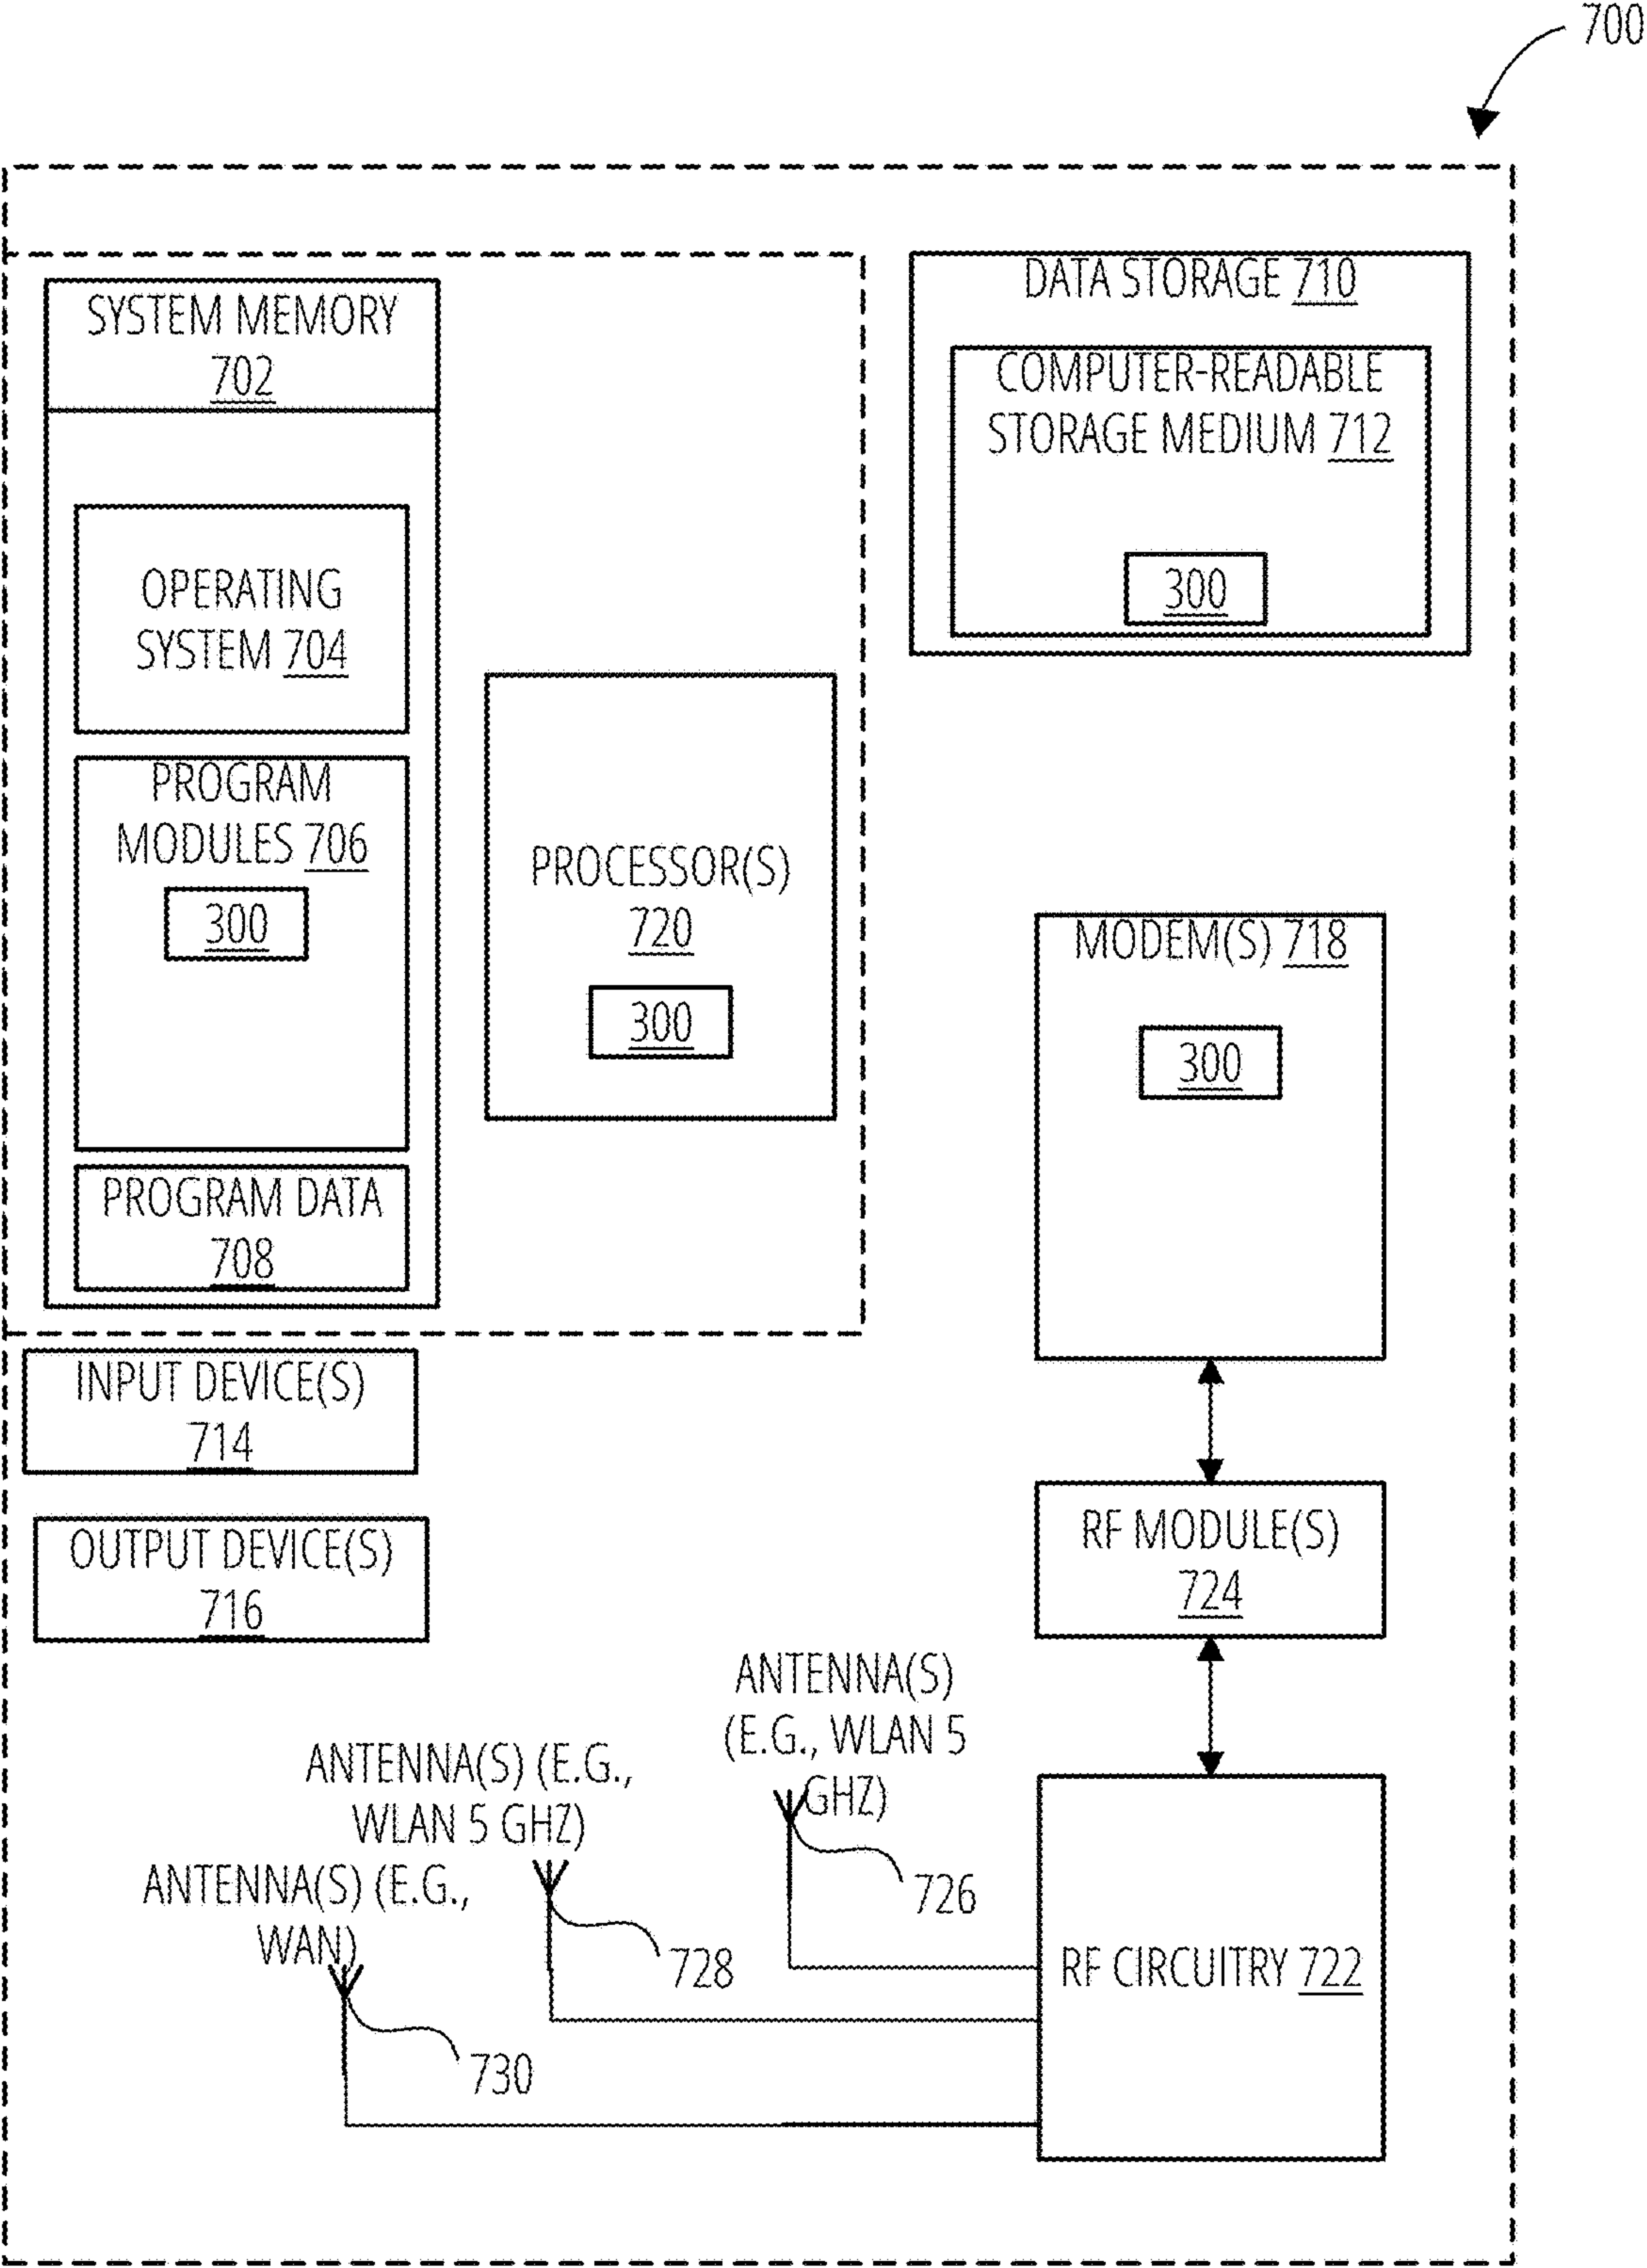 700
SYSTEM MEMORY
702
OPERATING
SYSTEM 704
PROGRAM
MODULES 706
300
PROGRAM DATA
708
PROCESSOR(S)
720
300
DATA STORAGE 710
COMPUTER-READABLE
STORAGE MEDIUM 712
300
MODEM(S) 718
300
INPUT DEVICE(S)
714
OUTPUT DEVICE(S)
716
RF MODULE(S)
724
ANTENNA(S)
(E.G., WLAN 5
GHZ)
726
ANTENNA(S) (E.G.,
WLAN 5 GHZ)
728
ANTENNA(S) (E.G.,
WAN)
730
RF CIRCUITRY 722